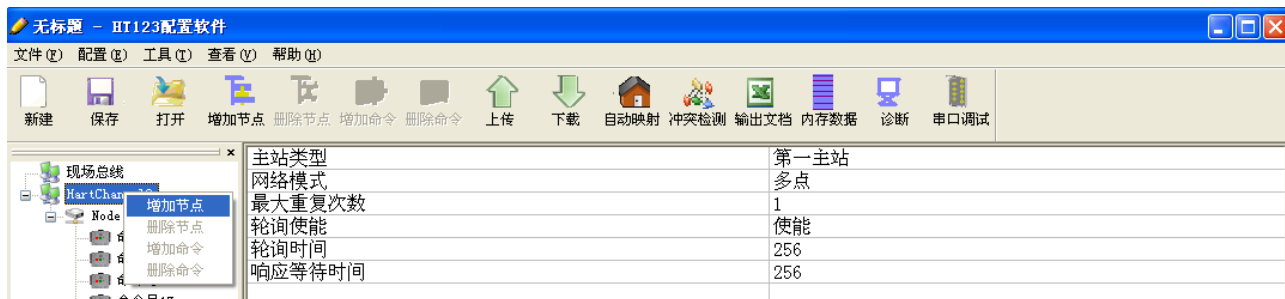 无标题 - HT123配置软件
文件(F) 配置(E) 工具(T) 查看(V) 帮助(H)
新建 保存 打开 增加节点 删除节点 增加命令 删除命令 上传 下载 自动映射 冲突检测 输出文档 内存数据 诊断 串口调试
现场总线
HartChannel
Node
增加节点
删除节点
增加命令
删除命令
主站类型 第一主站
网络模式 多点
最大重复次数 1
轮询使能 使能
轮询时间 256
响应等待时间 256